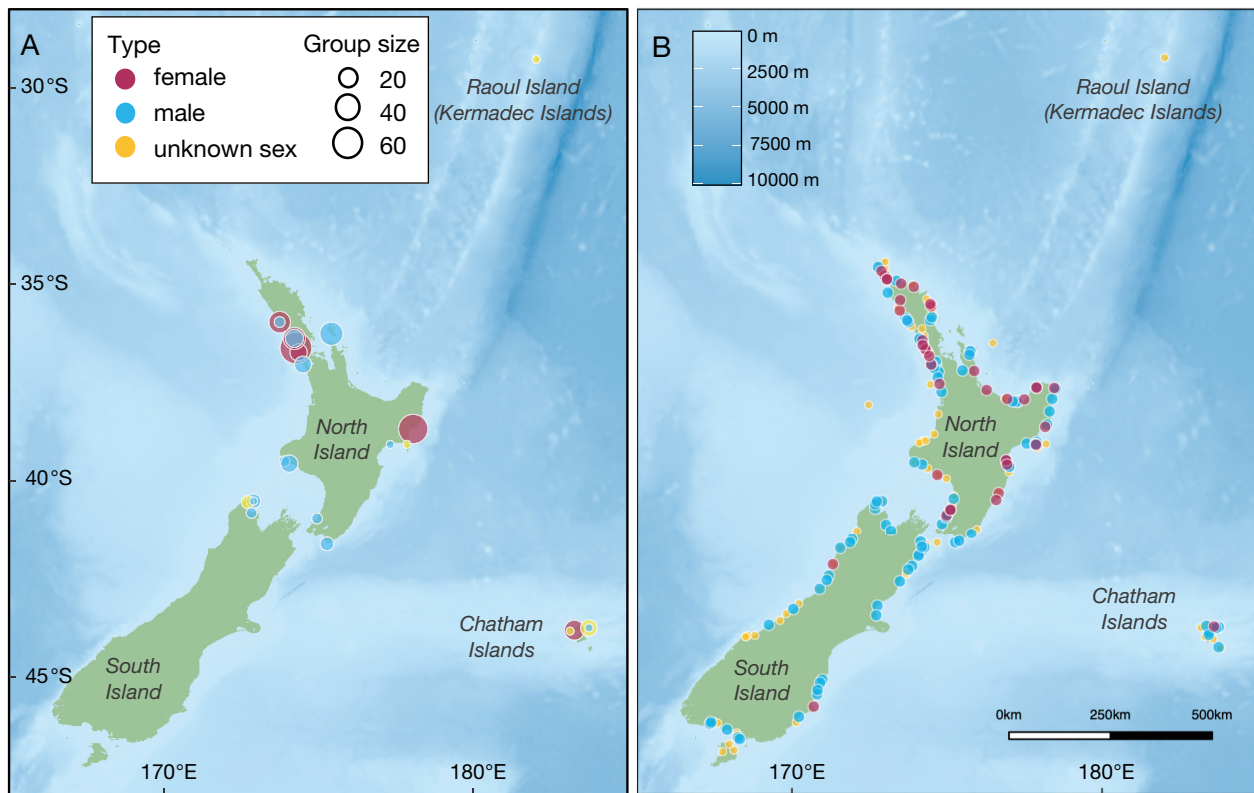 A
Type
female
male
unknown sex
Group size
20
40
60
Raoul Island
(Kermadec Islands)
30°S
35°S
40°S
45°S
North
Island
South
Island
Chatham
Islands
170°E
180°E
B
0 m
2500 m
5000 m
7500 m
10000 m
Raoul Island
(Kermadec Islands)
North
Island
South
Island
Chatham
Islands
0km
250km
500km
170°E
180°E